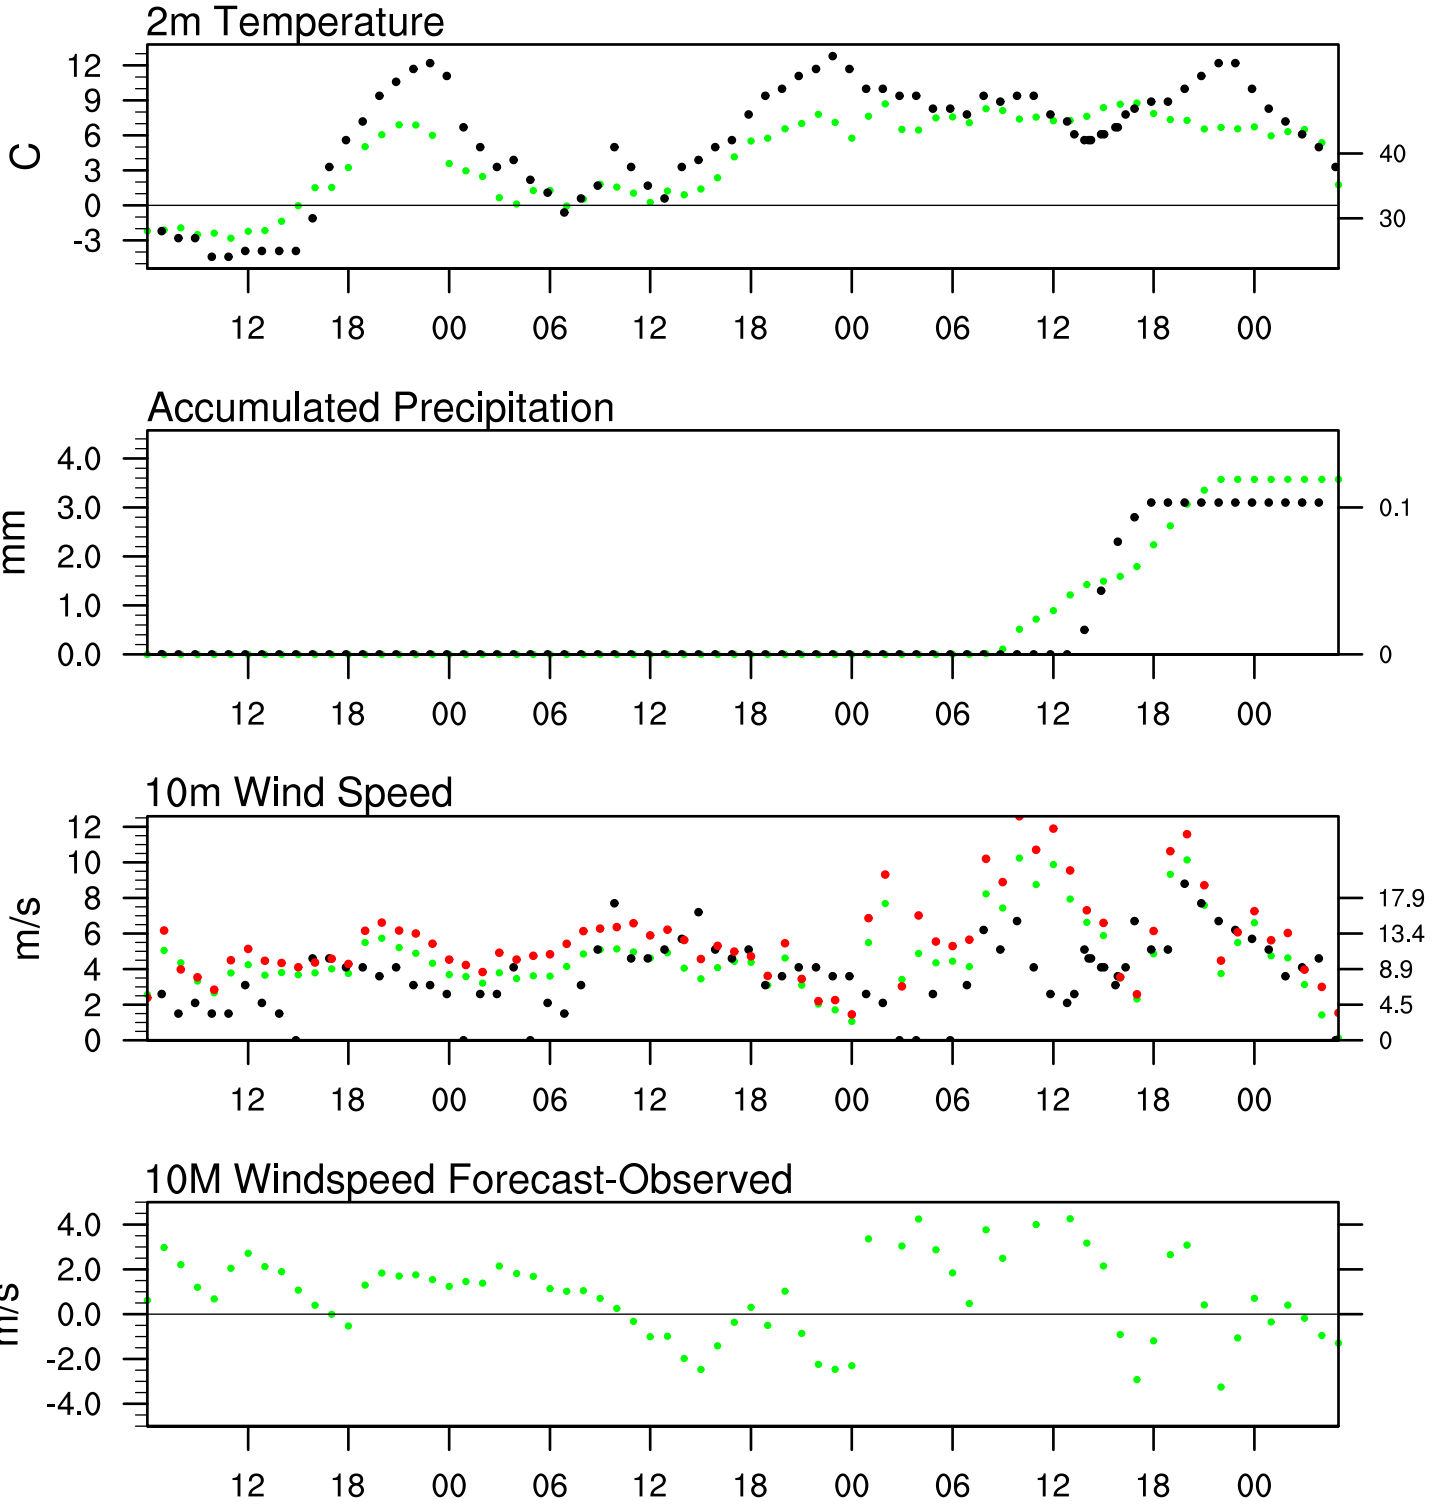 2m Temperature
12
9
6
3
0
-3
C
40
30
12 18 00 06 12 18 00 06 12 18 00
Accumulated Precipitation
4.0
3.0
2.0
1.0
0.0
mm
0.1
0
12 18 00 06 12 18 00 06 12 18 00
10m Wind Speed
12
10
8
6
4
2
0
m/s
17.9
13.4
8.9
4.5
0
12 18 00 06 12 18 00 06 12 18 00
10M Windspeed Forecast-Observed
4.0
2.0
0.0
-2.0
-4.0
m/s
12 18 00 06 12 18 00 06 12 18 00